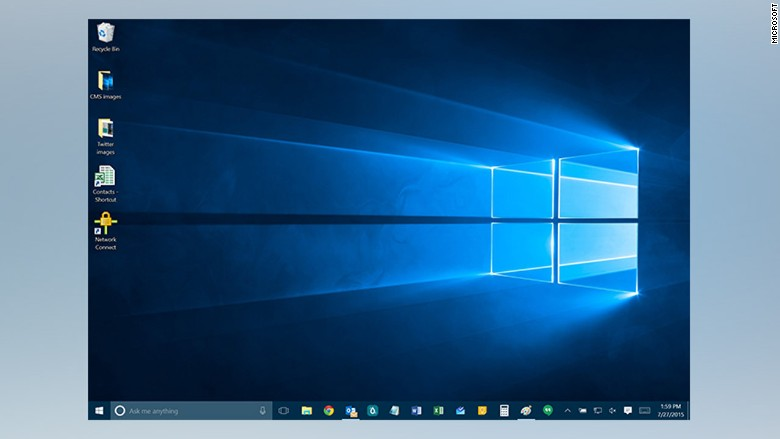 MICROSOFT
Recycle Bin
CMS images
Twitter
images
Contacts -
Shortcut
Network
Connect
Ask me anything
1:59 PM
7/27/2015